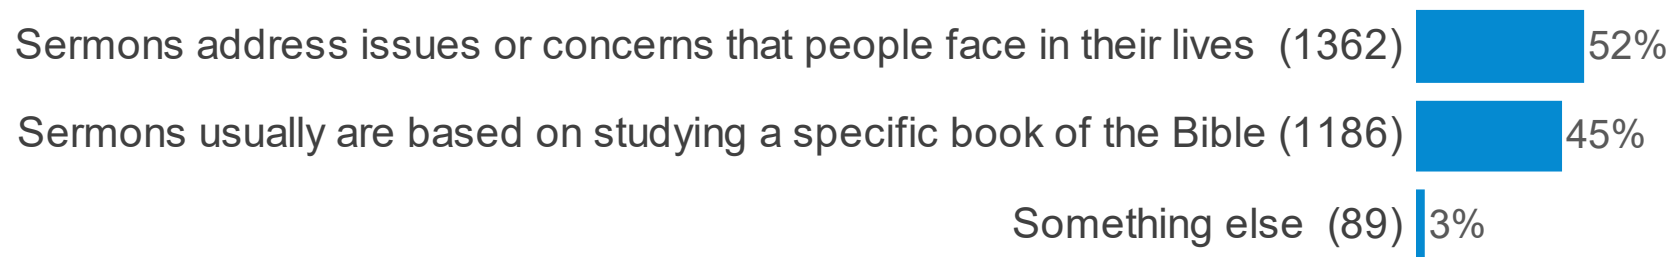 Sermons address issues or concerns that people face in their lives (1362) 52%
Sermons usually are based on studying a specific book of the Bible (1186) 45%
Something else (89) 3%